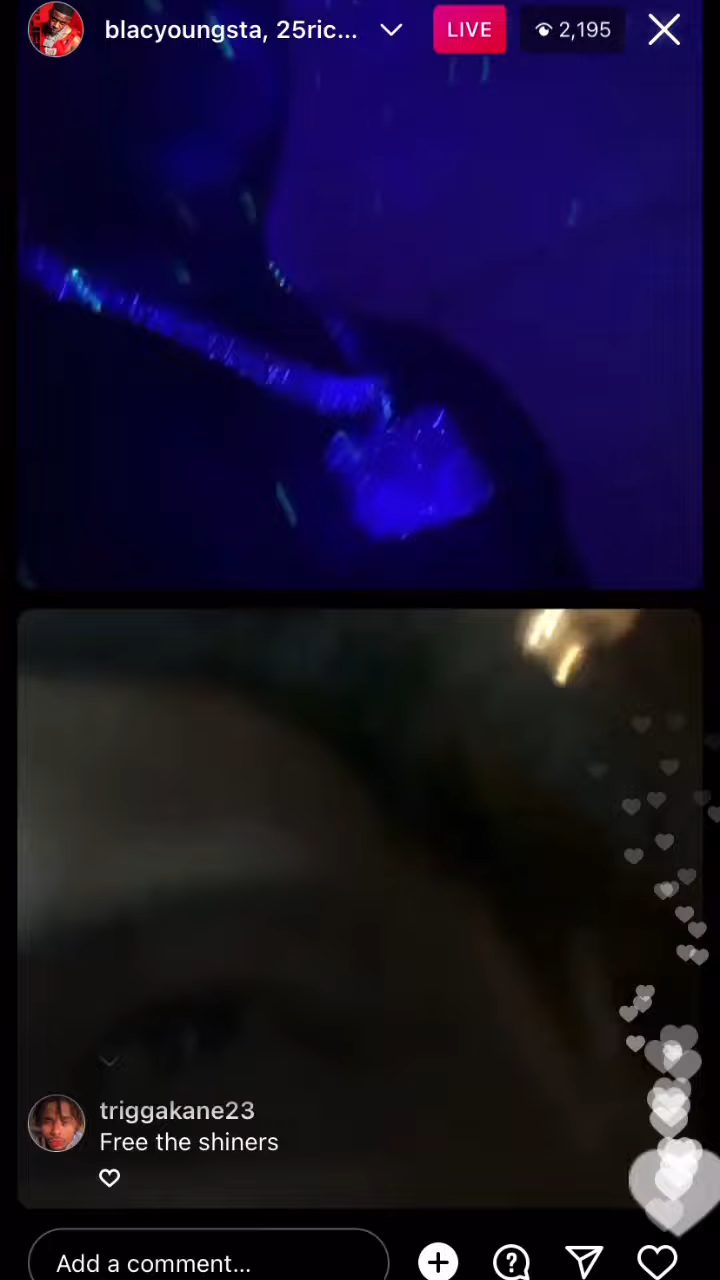 blacyoungsta, 25ric...
LIVE
2,195
triggakane23
Free the shiners
Add a comment...